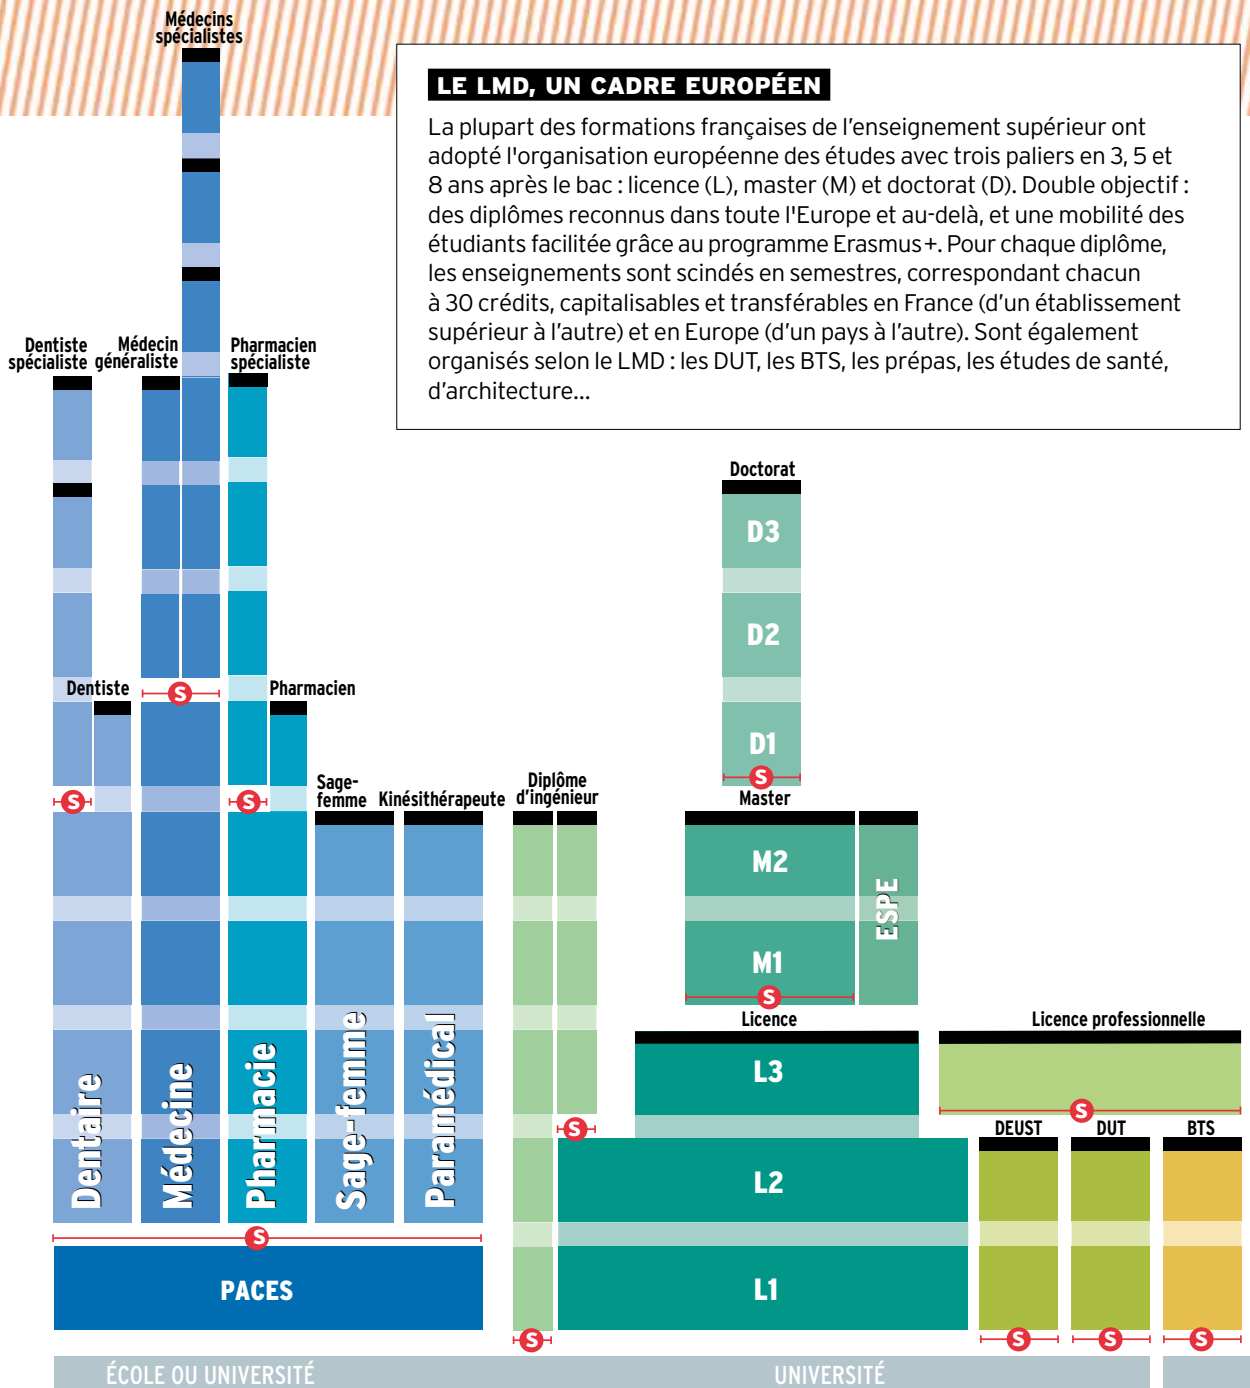 Médecins
spécialistes
LE LMD, UN CADRE EUROPÉEN
La plupart des formations françaises de l’enseignement supérieur ont
adopté l'organisation européenne des études avec trois paliers en 3, 5 et
8 ans après le bac : licence (L), master (M) et doctorat (D). Double objectif :
des diplômes reconnus dans toute l'Europe et au-delà, et une mobilité des
étudiants facilitée grâce au programme Erasmus+. Pour chaque diplôme,
les enseignements sont scindés en semestres, correspondant chacun
à 30 crédits, capitalisables et transférables en France (d’un établissement
supérieur à l’autre) et en Europe (d’un pays à l’autre). Sont également
organisés selon le LMD : les DUT, les BTS, les prépas, les études de santé,
d’architecture...
Dentiste
spécialiste
Médecin
généraliste
Pharmacien
spécialiste
Doctorat
D3
D2
D1
S
Dentiste
S
Pharmacien
S
S
Sage-
femme
Kinésithérapeute
Diplôme
d’ingénieur
Master
M2
M1
S
ESPE
Licence
L3
Licence professionnelle
S
S
DEUST
DUT
BTS
Dentaire
Médecine
Pharmacie
Sage-femme
Paramédical
L2
S
PACES
L1
S
S
S
S
ÉCOLE OU UNIVERSITÉ
UNIVERSITÉ